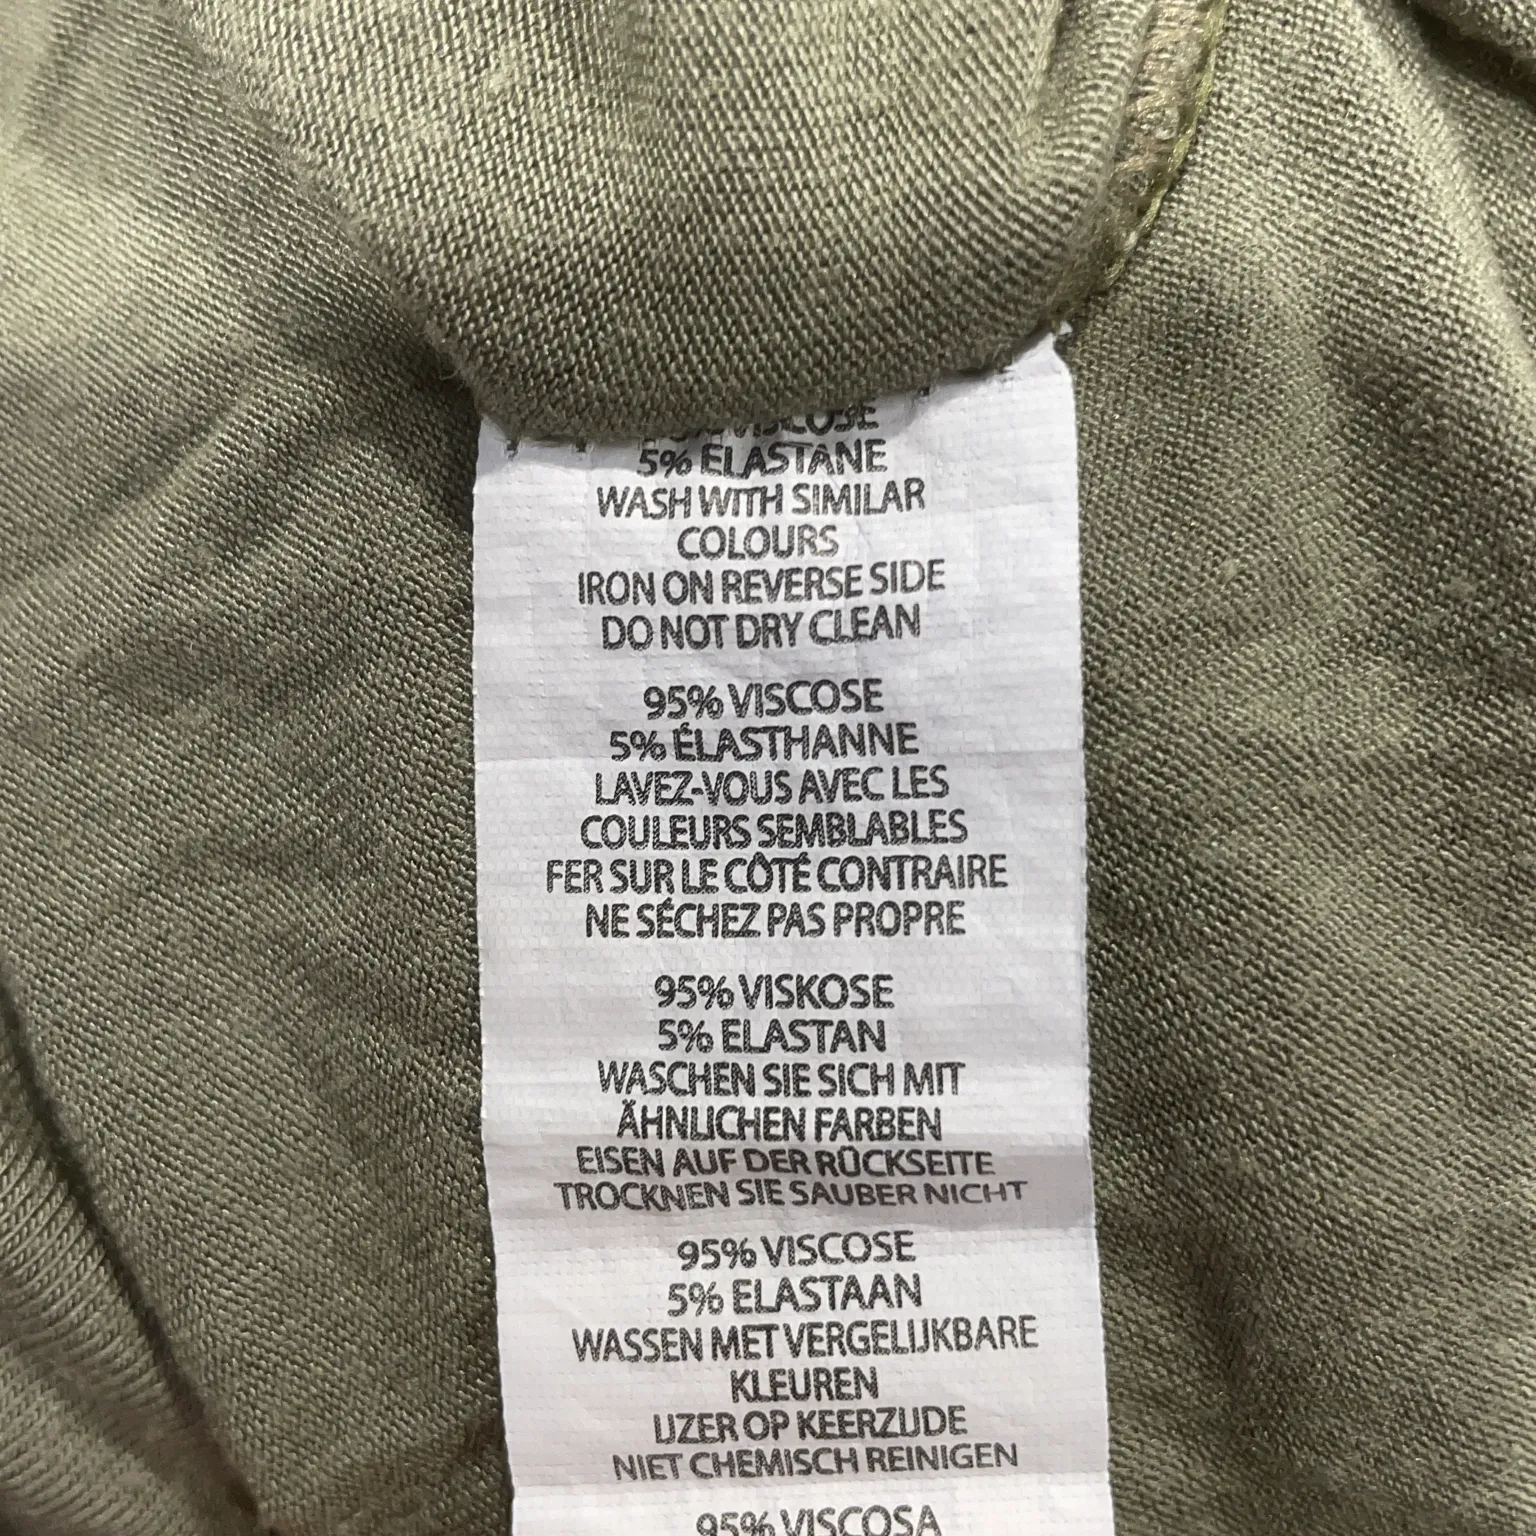 VISCOSE
5% ELASTANE
WASH WITH SIMILAR
COLOURS
IRON ON REVERSE SIDE
DO NOT DRY CLEAN
95% VISCOSE
5% ÉLASTHANNE
LAVEZ-VOUS AVEC LES
COULEURS SEMBLABLES
FER SUR LE CÔTÉ CONTRAIRE
NE SÉCHEZ PAS PROPRE
95% VISKOSE
5% ELASTAN
WASCHEN SIE SICH MIT
ÄHNLICHEN FARBEN
EISEN AUF DER RÜCKSEITE
TROCKNEN SIE SAUBER NICHT
95% VISCOSE
5% ELASTAAN
WASSEN MET VERGELIJKBARE
KLEUREN
IJZER OP KEERZIJDE
NIET CHEMISCH REINIGEN
95% VISCOSA